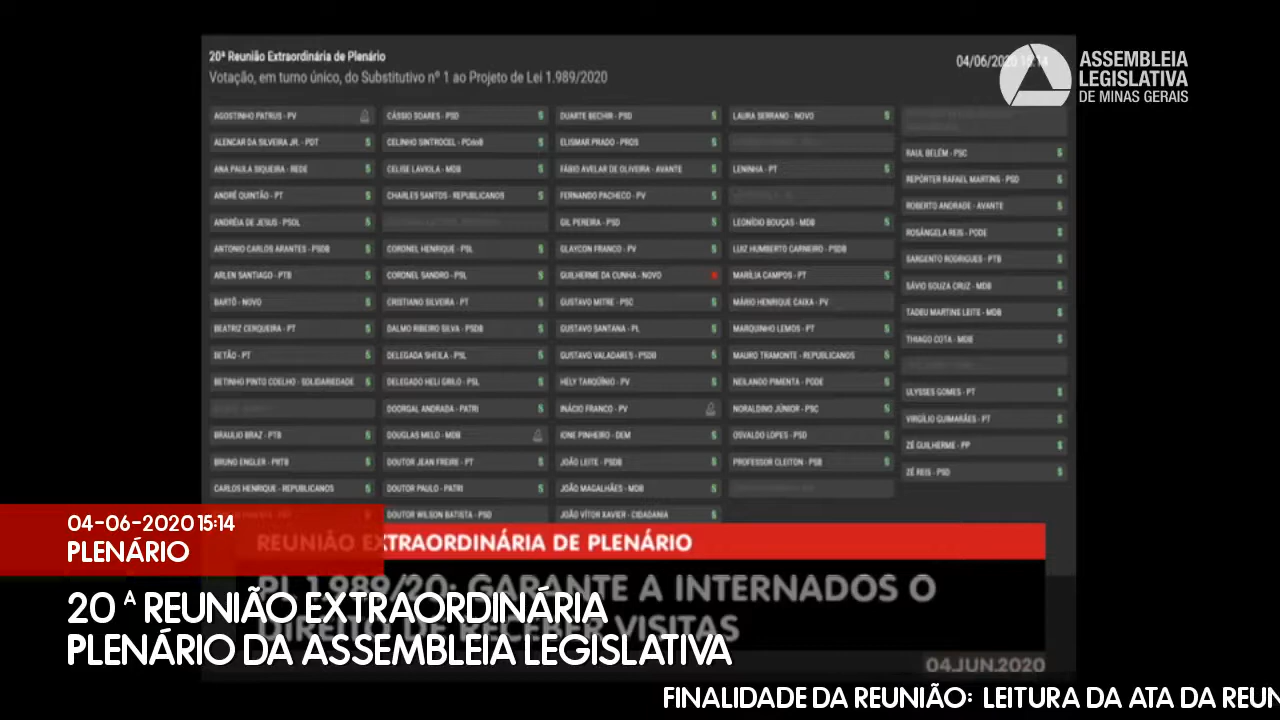 20ª Reunião Extraordinária de Plenário
Votação, em turno único, do Substitutivo nº 1 ao Projeto de Lei 1.989/2020
04/06/2020 15:14
ASSEMBLEIA
LEGISLATIVA
DE MINAS GERAIS
AGOSTINHO PATRUS - PV
ALENCAR DA SILVEIRA JR. - PDT S
ANA PAULA SIQUEIRA - REDE S
ANDRÉ QUINTÃO - PT S
ANDRÉIA DE JESUS - PSOL S
ANTONIO CARLOS ARANTES - PSDB S
ARLEN SANTIAGO - PTB S
BARTÔ - NOVO S
BEATRIZ CERQUEIRA - PT S
BETÃO - PT S
BETINHO PINTO COELHO - SOLIDARIEDADE S
BRAULIO BRAZ - PTB S
BRUNO ENGLER - PRTB S
CARLOS HENRIQUE - REPUBLICANOS S
CÁSSIO SOARES - PSD S
CELINHO SINTROCEL - PCdoB S
CELISE LAVIOLA - MDB S
CHARLES SANTOS - REPUBLICANOS S
CORONEL HENRIQUE - PSL S
CORONEL SANDRO - PSL S
CRISTIANO SILVEIRA - PT S
DALMO RIBEIRO SILVA - PSDB S
DELEGADA SHEILA - PSL S
DELEGADO HELI GRILO - PSL S
DOORGAL ANDRADA - PATRI S
DOUGLAS MELO - MDB
DOUTOR JEAN FREIRE - PT S
DOUTOR PAULO - PATRI S
DOUTOR WILSON BATISTA - PSD S
DUARTE BECHIR - PSD S
ELISMAR PRADO - PROS S
FÁBIO AVELAR DE OLIVEIRA - AVANTE S
FERNANDO PACHECO - PV S
GIL PEREIRA - PSD S
GLAYCON FRANCO - PV S
GUILHERME DA CUNHA - NOVO
GUSTAVO MITRE - PSC S
GUSTAVO SANTANA - PL S
GUSTAVO VALADARES - PSDB S
HELY TARQÜÍNIO - PV S
INÁCIO FRANCO - PV
IONE PINHEIRO - DEM S
JOÃO LEITE - PSDB S
JOÃO MAGALHÃES - MDB S
JOÃO VÍTOR XAVIER - CIDADANIA S
LAURA SERRANO - NOVO S
LENINHA - PT S
LEONÍDIO BOUÇAS - MDB S
LUIZ HUMBERTO CARNEIRO - PSDB
MARÍLIA CAMPOS - PT S
MÁRIO HENRIQUE CAIXA - PV
MARQUINHO LEMOS - PT S
MAURO TRAMONTE - REPUBLICANOS S
NEILANDO PIMENTA - PODE S
NORALDINO JÚNIOR - PSC S
OSVALDO LOPES - PSD S
PROFESSOR CLEITON - PSB S
RAUL BELÉM - PSC S
REPÓRTER RAFAEL MARTINS - PSD S
ROBERTO ANDRADE - AVANTE S
ROSÂNGELA REIS - PODE S
SARGENTO RODRIGUES - PTB S
SÁVIO SOUZA CRUZ - MDB S
TADEU MARTINS LEITE - MDB S
THIAGO COTA - MDB S
ULYSSES GOMES - PT S
VIRGÍLIO GUIMARÃES - PT S
ZÉ GUILHERME - PP S
ZÉ REIS - PSD S
04-06-2020 15:14
PLENÁRIO
REUNIÃO EXTRAORDINÁRIA DE PLENÁRIO
PL 1.989/20: GARANTE A INTERNADOS O
DIREITO DE RECEBER VISITAS
20ª REUNIÃO EXTRAORDINÁRIA
PLENÁRIO DA ASSEMBLEIA LEGISLATIVA
04.JUN.2020
FINALIDADE DA REUNIÃO: LEITURA DA ATA DA REUN